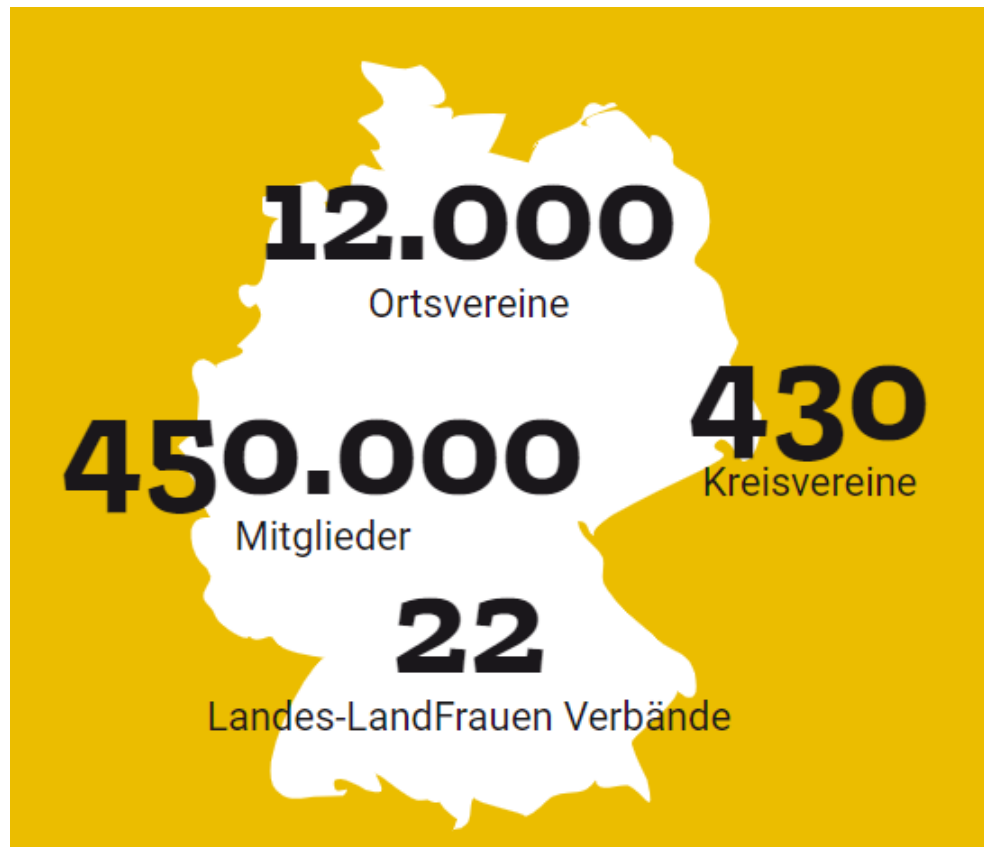 12.000
Ortsvereine
430
Kreisvereine
450.000
Mitglieder
22
Landes-LandFrauen Verbände